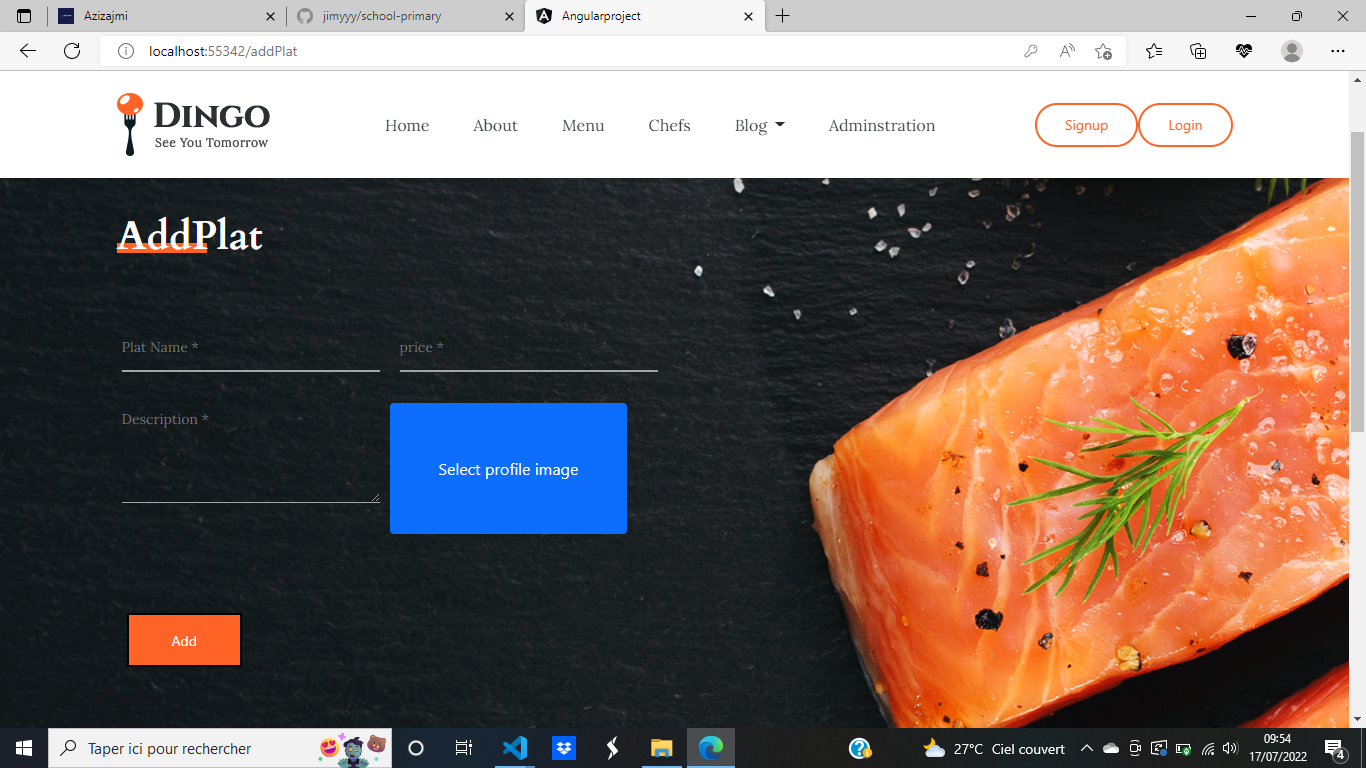 Azizajmi
jimyyy/school-primary
Angularproject
localhost:55342/addPlat
DINGO
See You Tomorrow
Home
About
Menu
Chefs
Blog
Adminstration
Signup
Login
AddPlat
Plat Name *
price *
Description *
Select profile image
Add
Taper ici pour rechercher
27°C Ciel couvert
09:54
17/07/2022
4